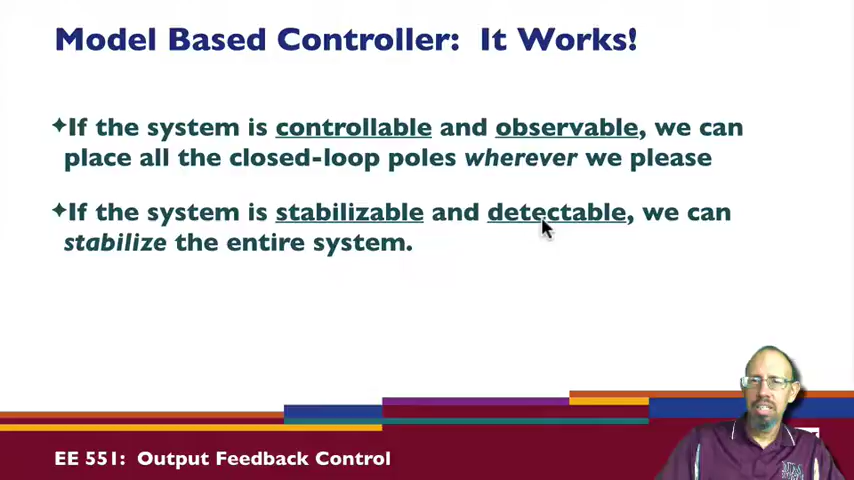 Model Based Controller: It Works!
✦If the system is controllable and observable, we can
place all the closed-loop poles wherever we please
✦If the system is stabilizable and detectable, we can
stabilize the entire system.
EE 551: Output Feedback Control